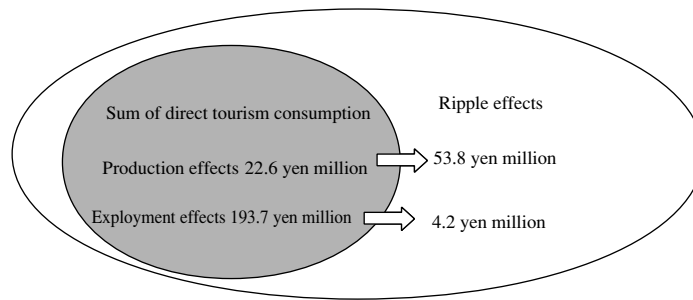 Ripple effects
Sum of direct tourism consumption
Production effects 22.6 yen million
53.8 yen million
Exployment effects 193.7 yen million
4.2 yen million